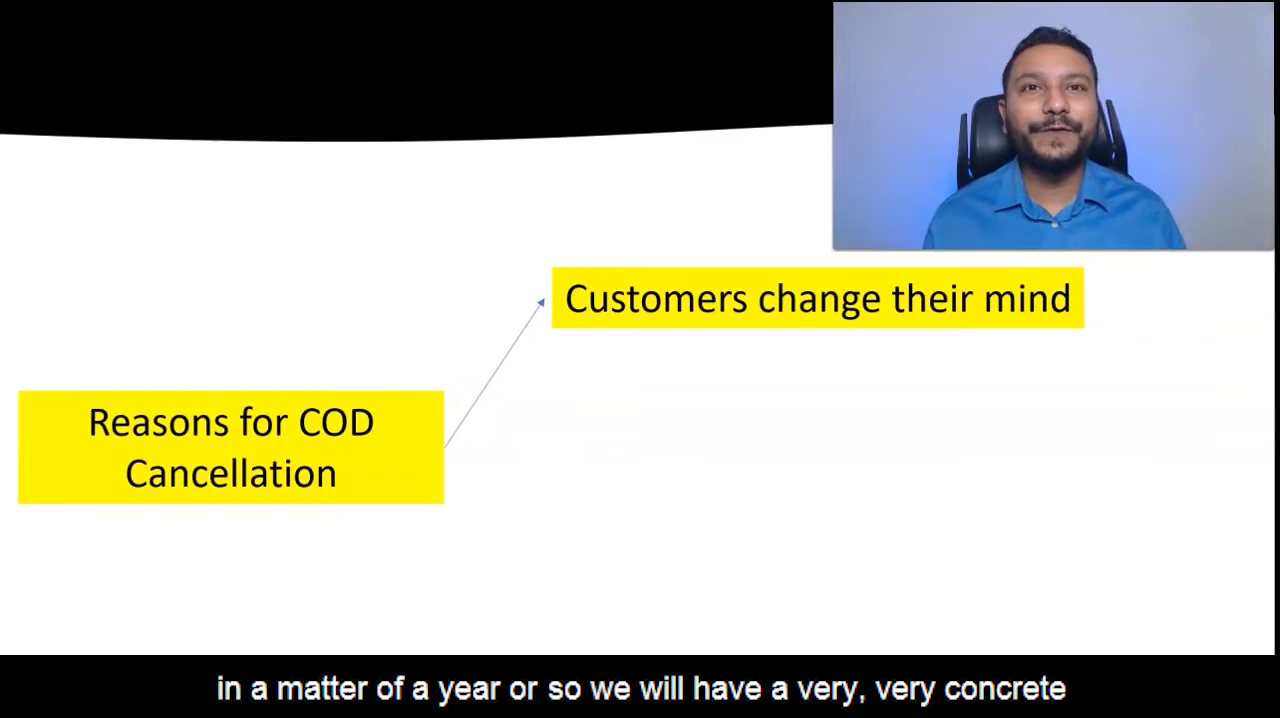 Customers change their mind
Reasons for COD
Cancellation
in a matter of a year or so we will have a very, very concrete